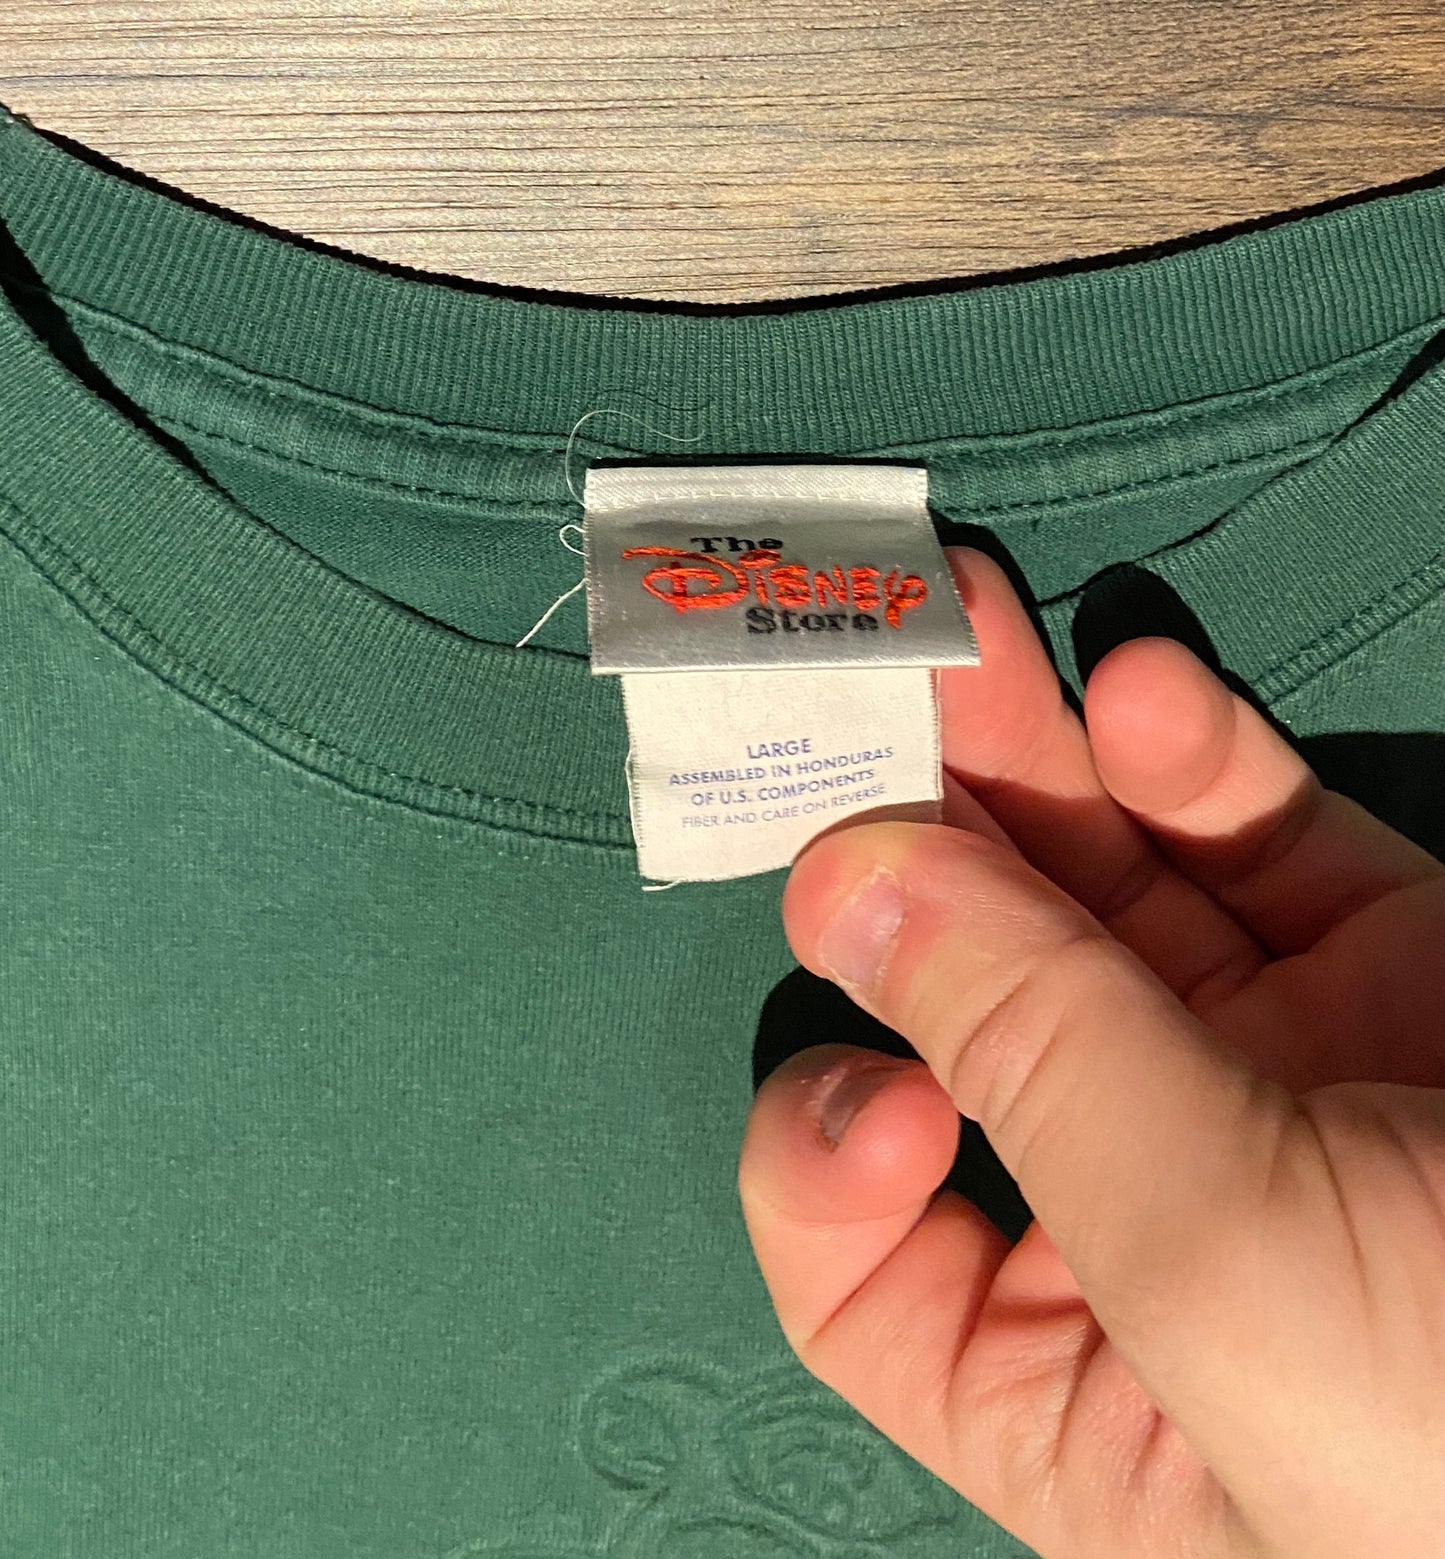 The
Disney
Store
LARGE
ASSEMBLED IN HONDURAS
OF U.S. COMPONENTS
FIBER AND CARE ON REVERSE